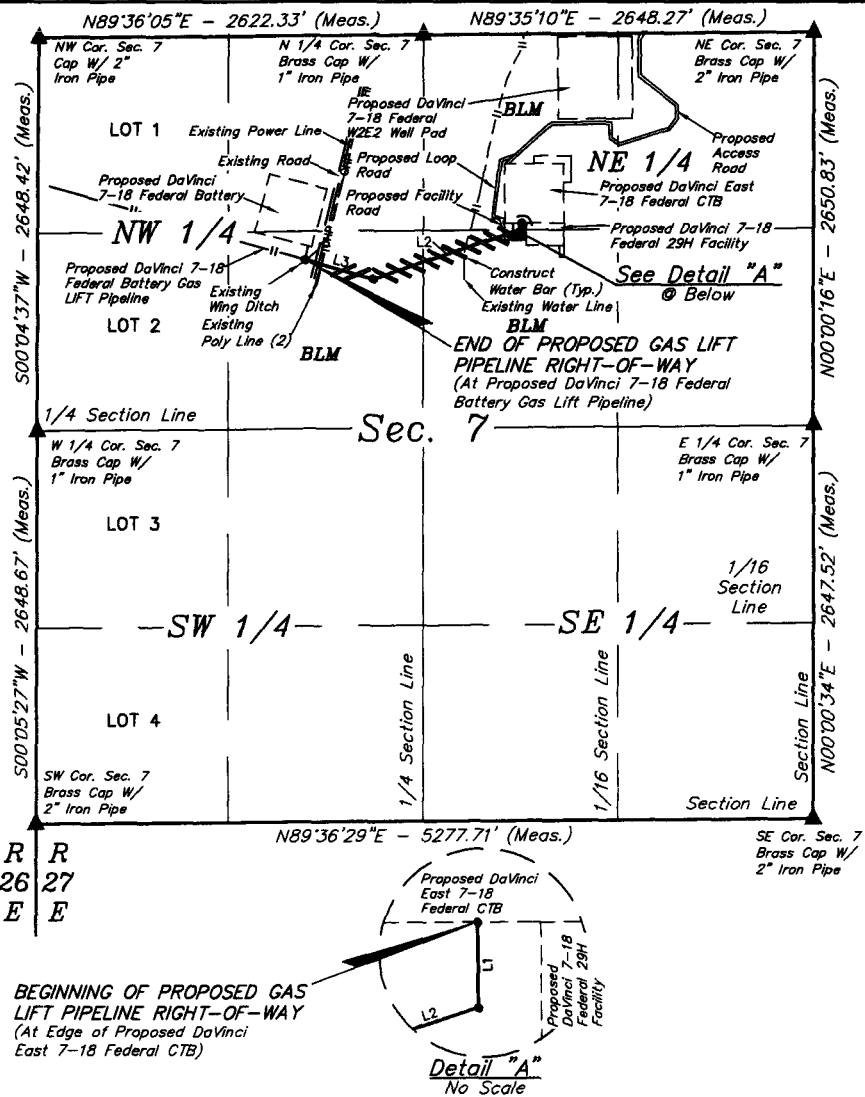 N89°36'05"E - 2622.33' (Meas.)
N89°35'10"E - 2648.27' (Meas.)
NW Cor. Sec. 7
Cap W/ 2"
Iron Pipe
N 1/4 Cor. Sec. 7
Brass Cap W/
1" Iron Pipe
NE Cor. Sec. 7
Brass Cap W/
2" Iron Pipe
S00°04'37"W - 2648.42' (Meas.)
N00°00'16"E - 2650.83' (Meas.)
LOT 1
Existing Power Line
Existing Road
Proposed DaVinci
7-18 Federal
W2E2 Well Pad
BLM
Proposed Loop
Road
Proposed
Access
Road
NE 1/4
Proposed DaVinci
7-18 Federal Battery
Proposed Facility
Road
Proposed DaVinci East
7-18 Federal CTB
NW 1/4
Proposed DaVinci 7-18
Federal 29H Facility
L2
L3
Proposed DaVinci 7-18
Federal Battery Gas
LIFT Pipeline
Construct
Water Bar (Typ.)
Existing Water Line
See Detail "A"
@ Below
Existing
Wing Ditch
LOT 2
Existing
Poly Line (2)
BLM
BLM
END OF PROPOSED GAS LIFT
PIPELINE RIGHT-OF-WAY
(At Proposed DaVinci 7-18 Federal
Battery Gas Lift Pipeline)
1/4 Section Line
Sec. 7
W 1/4 Cor. Sec. 7
Brass Cap W/
1" Iron Pipe
E 1/4 Cor. Sec. 7
Brass Cap W/
1" Iron Pipe
LOT 3
S00°05'27"W - 2648.67' (Meas.)
N00°00'34"E - 2647.52' (Meas.)
1/16
Section
Line
SW 1/4
SE 1/4
LOT 4
1/4 Section Line
1/16 Section Line
Section Line
SW Cor. Sec. 7
Brass Cap W/
2" Iron Pipe
Section Line
N89°36'29"E - 5277.71' (Meas.)
SE Cor. Sec. 7
Brass Cap W/
2" Iron Pipe
R R
26 27
E E
Proposed DaVinci
East 7-18
Federal CTB
L1
L2
Proposed
DaVinci 7-18
Federal 29H
Facility
BEGINNING OF PROPOSED GAS
LIFT PIPELINE RIGHT-OF-WAY
(At Edge of Proposed DaVinci
East 7-18 Federal CTB)
Detail "A"
No Scale